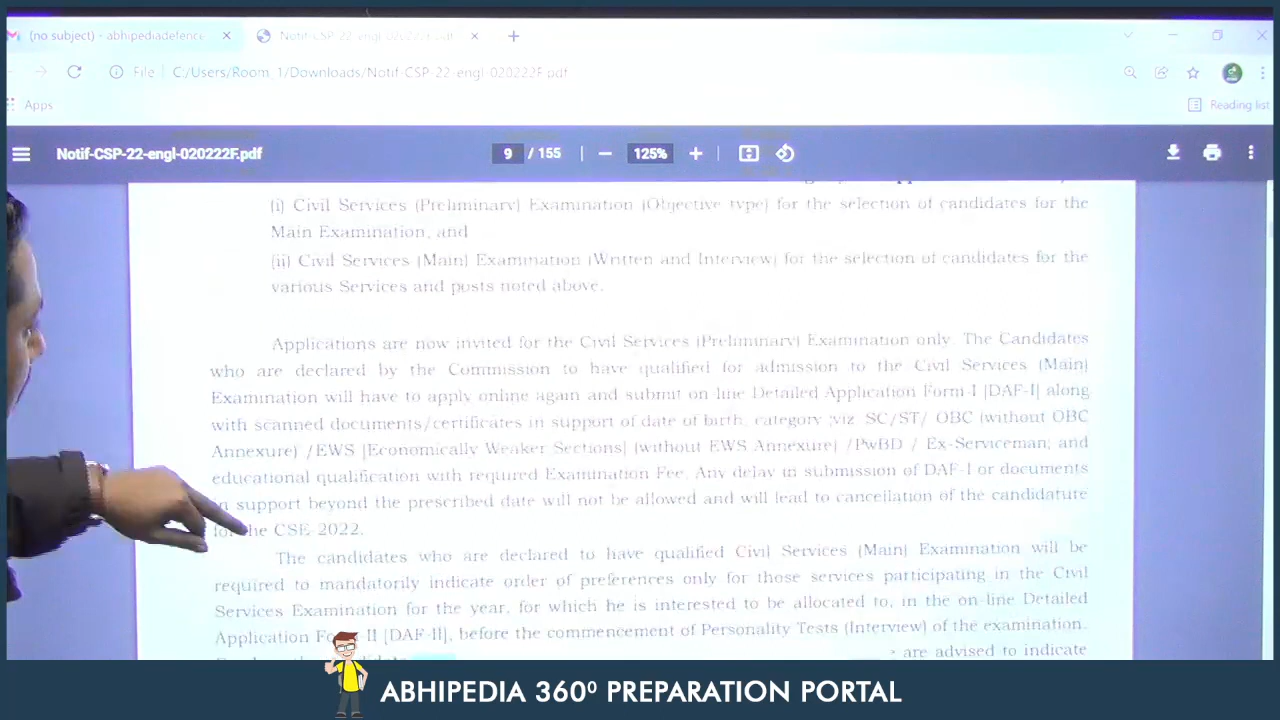 (no subject) - abhipediadefence
Notif-CSP-22-engl-020222F.pdf
File C:/Users/Room_1/Downloads/Notif-CSP-22-engl-020222F.pdf
Apps
Reading list
Notif-CSP-22-engl-020222F.pdf
9 / 155
125%
(i) Civil Services (Preliminary) Examination (Objective type) for the selection of candidates for the
Main Examination, and
(ii) Civil Services (Main) Examination (Written and Interview) for the selection of candidates for the
various Services and posts noted above.
Applications are now invited for the Civil Services (Preliminary) Examination only. The Candidates
who are declared by the Commission to have qualified for admission to the Civil Services (Main)
Examination will have to apply online again and submit on-line Detailed Application Form-I [DAF-I] along
with scanned documents/certificates in support of date of birth, category ;viz SC/ST/ OBC (without OBC
Annexure) /EWS [Economically Weaker Sections] (without EWS Annexure) /PwBD / Ex-Serviceman; and
educational qualification with required Examination Fee. Any delay in submission of DAF-I or documents
support beyond the prescribed date will not be allowed and will lead to cancellation of the candidature
CSE-2022.
The candidates who are declared to have qualified Civil Services (Main) Examination will be
required to mandatorily indicate order of preferences only for those services participating in the Civil
Services Examination for the year, for which he is interested to be allocated to, in the on-line Detailed
Application II [DAF-II], before the commencement of Personality Tests (Interview) of the examination.
are advised to indicate
ABHIPEDIA 360⁰ PREPARATION PORTAL